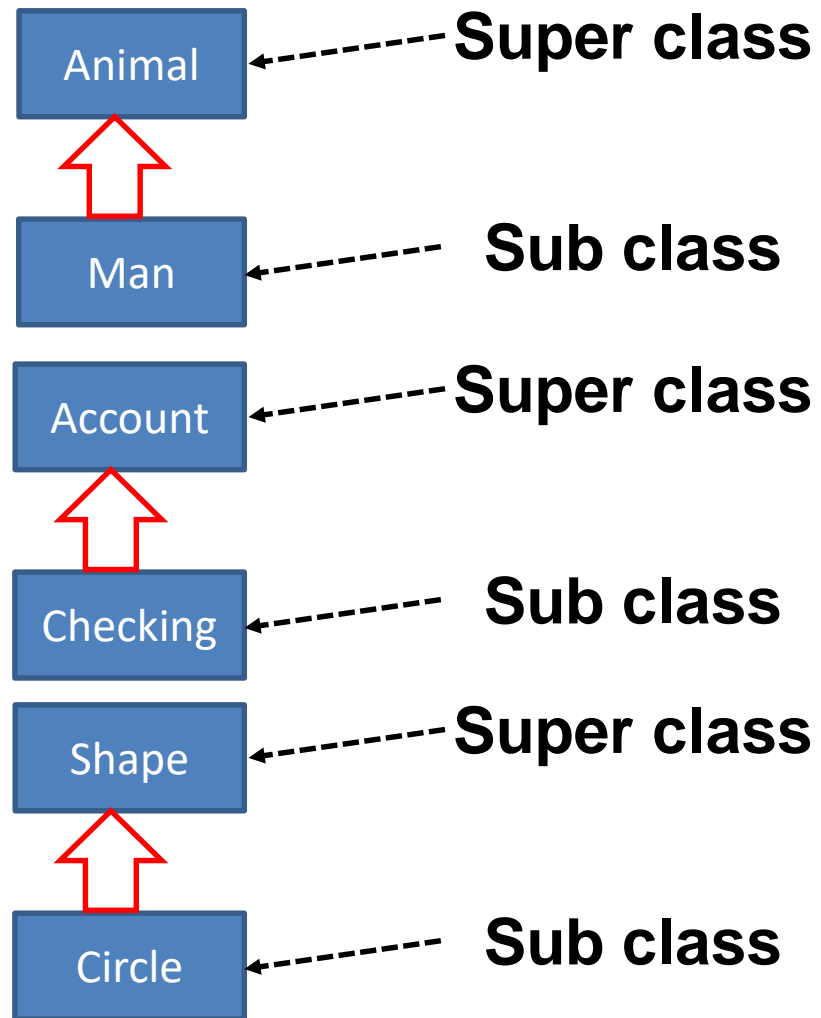 Animal
Super class
Man
Sub class
Account
Super class
Checking
Sub class
Shape
Super class
Circle
Sub class